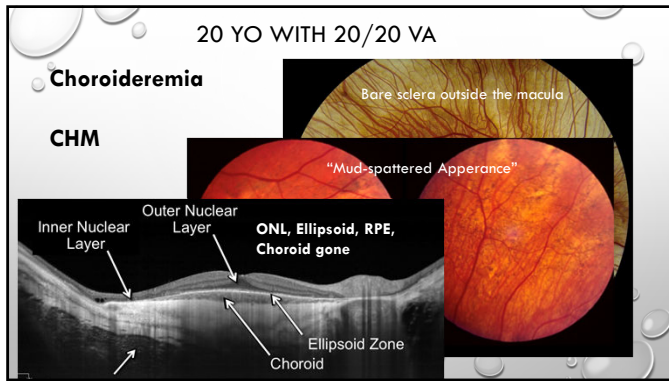 20 YO WITH 20/20 VA
Choroideremia
CHM
Bare sclera outside the macula
"Mud-spattered Apperance"
Inner Nuclear
Layer
Outer Nuclear
Layer
ONL, Ellipsoid, RPE,
Choroid gone
Ellipsoid Zone
Choroid